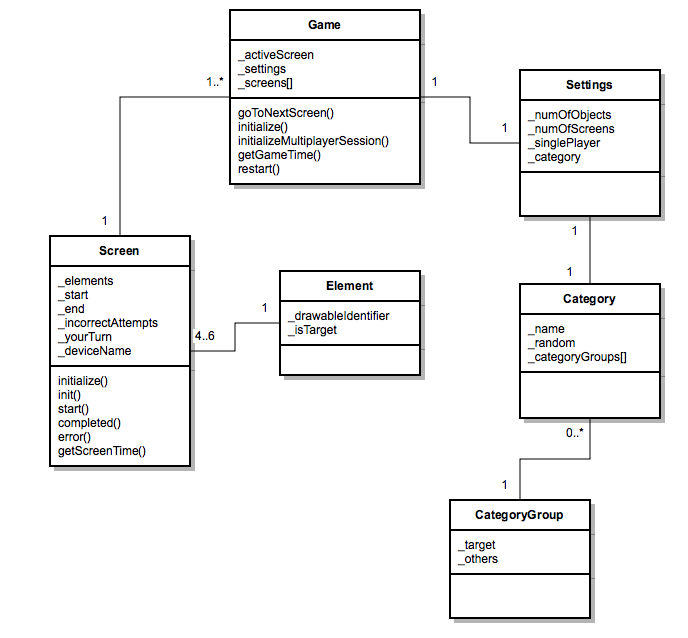 Game
_activeScreen
_settings
_screens[]
goToNextScreen()
initialize()
initializeMultiplayerSession()
getGameTime()
restart()
1..*
1
1
1
Settings
_numOfObjects
_numOfScreens
_singlePlayer
_category
1
1
Screen
_elements
_start
_end
_incorrectAttempts
_yourTurn
_deviceName
initialize()
init()
start()
completed()
error()
getScreenTime()
4..6
1
Element
_drawableIdentifier
_isTarget
Category
_name
_random
_categoryGroups[]
0..*
1
CategoryGroup
_target
_others